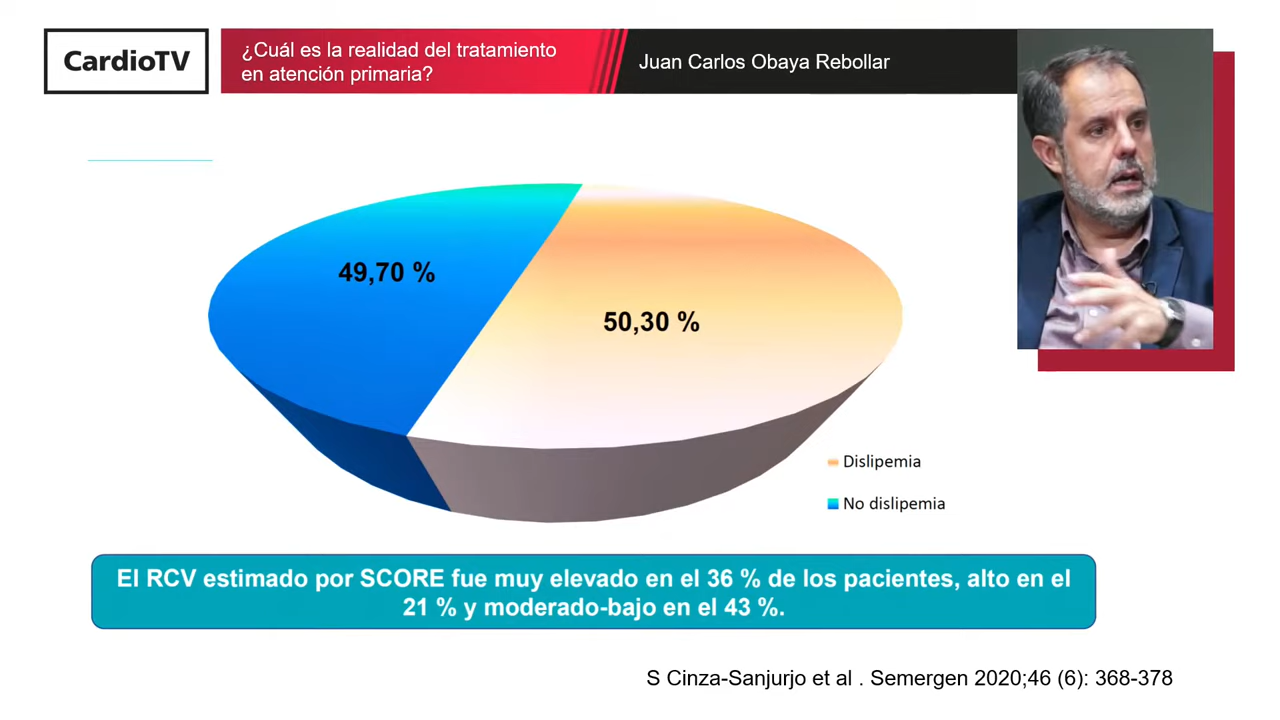 CardioTV
¿Cuál es la realidad del tratamiento
en atención primaria?
Juan Carlos Obaya Rebollar
49,70 %
50,30 %
Dislipemia
No dislipemia
El RCV estimado por SCORE fue muy elevado en el 36 % de los pacientes, alto en el
21 % y moderado-bajo en el 43 %.
S Cinza-Sanjurjo et al . Semergen 2020;46 (6): 368-378